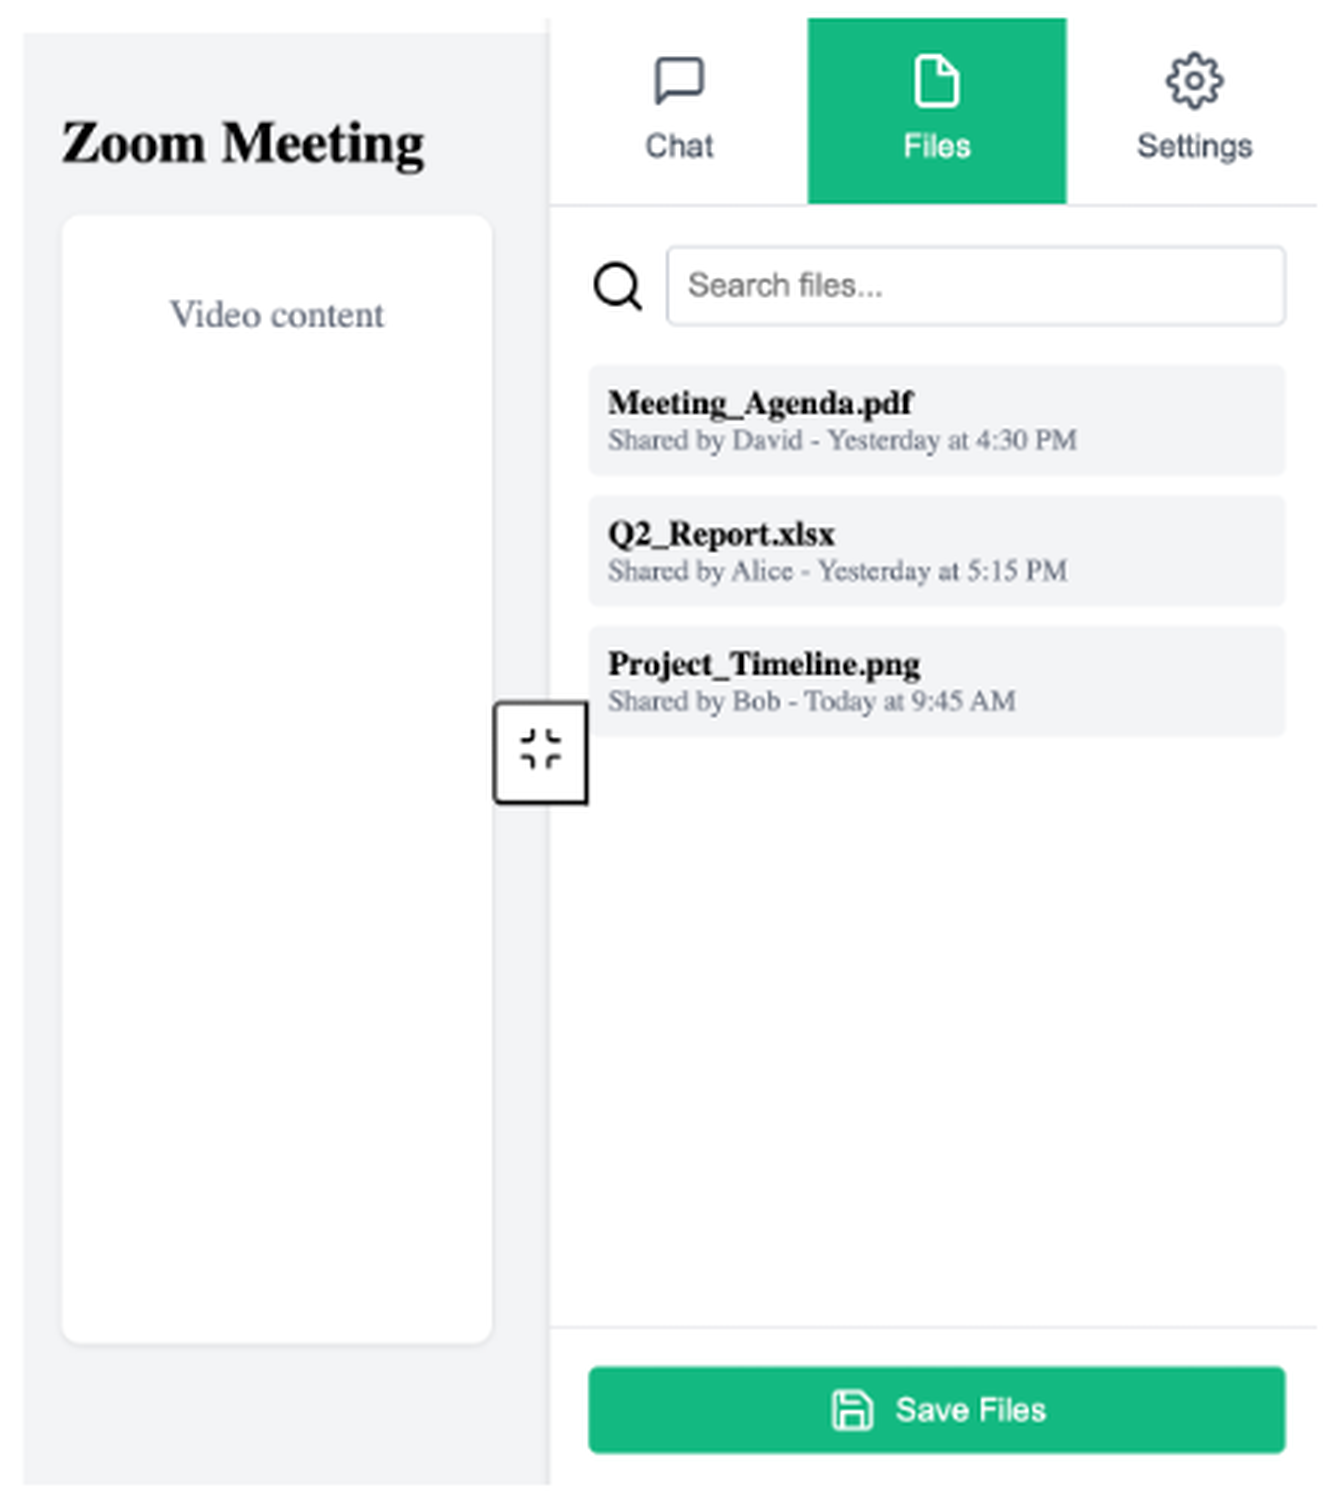 Zoom Meeting
Video content
Chat
Files
Settings
Search files...
Meeting_Agenda.pdf
Shared by David - Yesterday at 4:30 PM
Q2_Report.xlsx
Shared by Alice - Yesterday at 5:15 PM
Project_Timeline.png
Shared by Bob - Today at 9:45 AM
Save Files